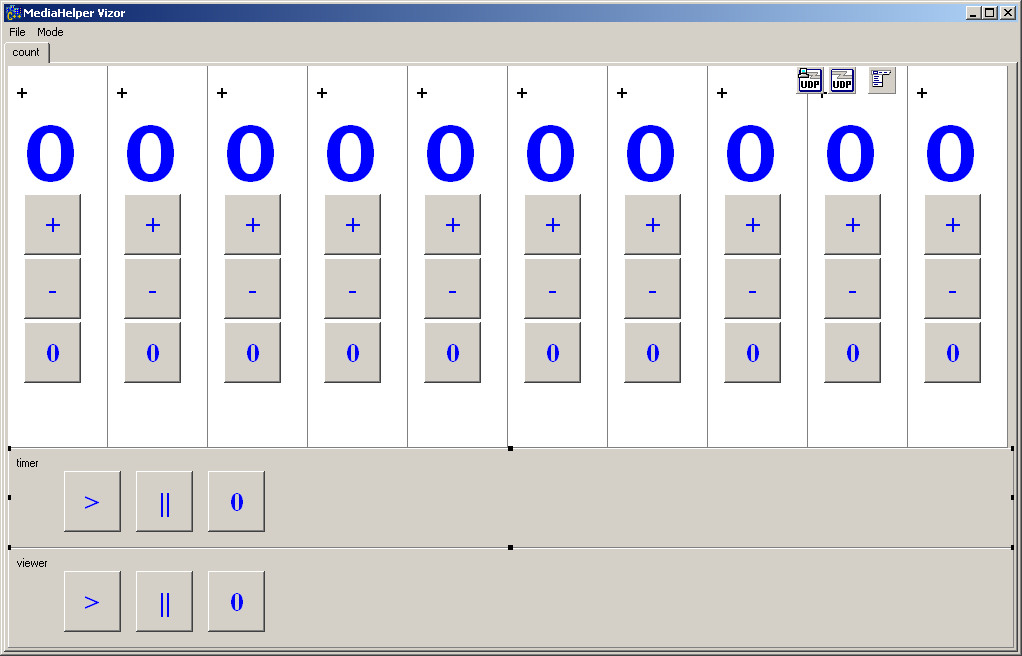 MediaHelper Vizor
File Mode
count
+ + + + + + + + + +
UDP UDP
0 0 0 0 0 0 0 0 0 0
+ + + + + + + + + +
- - - - - - - - - -
0 0 0 0 0 0 0 0 0 0
timer
> || 0
viewer
> || 0